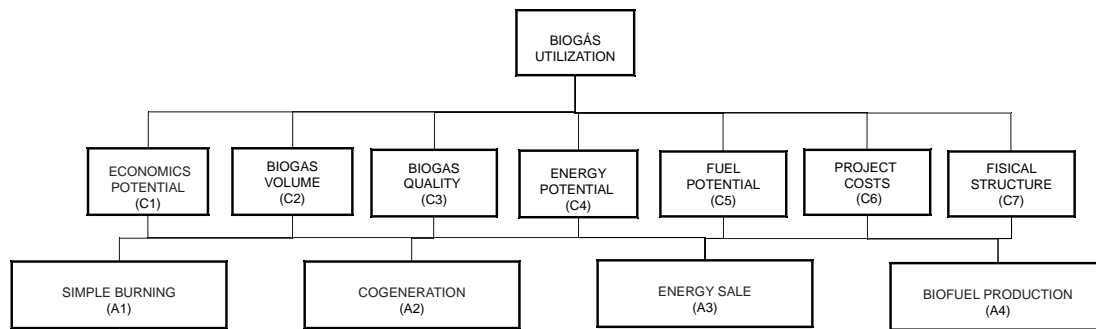 BIOGÁS
UTILIZATION
ECONOMICS
POTENTIAL
(C1)
BIOGAS
VOLUME
(C2)
BIOGAS
QUALITY
(C3)
ENERGY
POTENTIAL
(C4)
FUEL
POTENTIAL
(C5)
PROJECT
COSTS
(C6)
FISICAL
STRUCTURE
(C7)
SIMPLE BURNING
(A1)
COGENERATION
(A2)
ENERGY SALE
(A3)
BIOFUEL PRODUCTION
(A4)